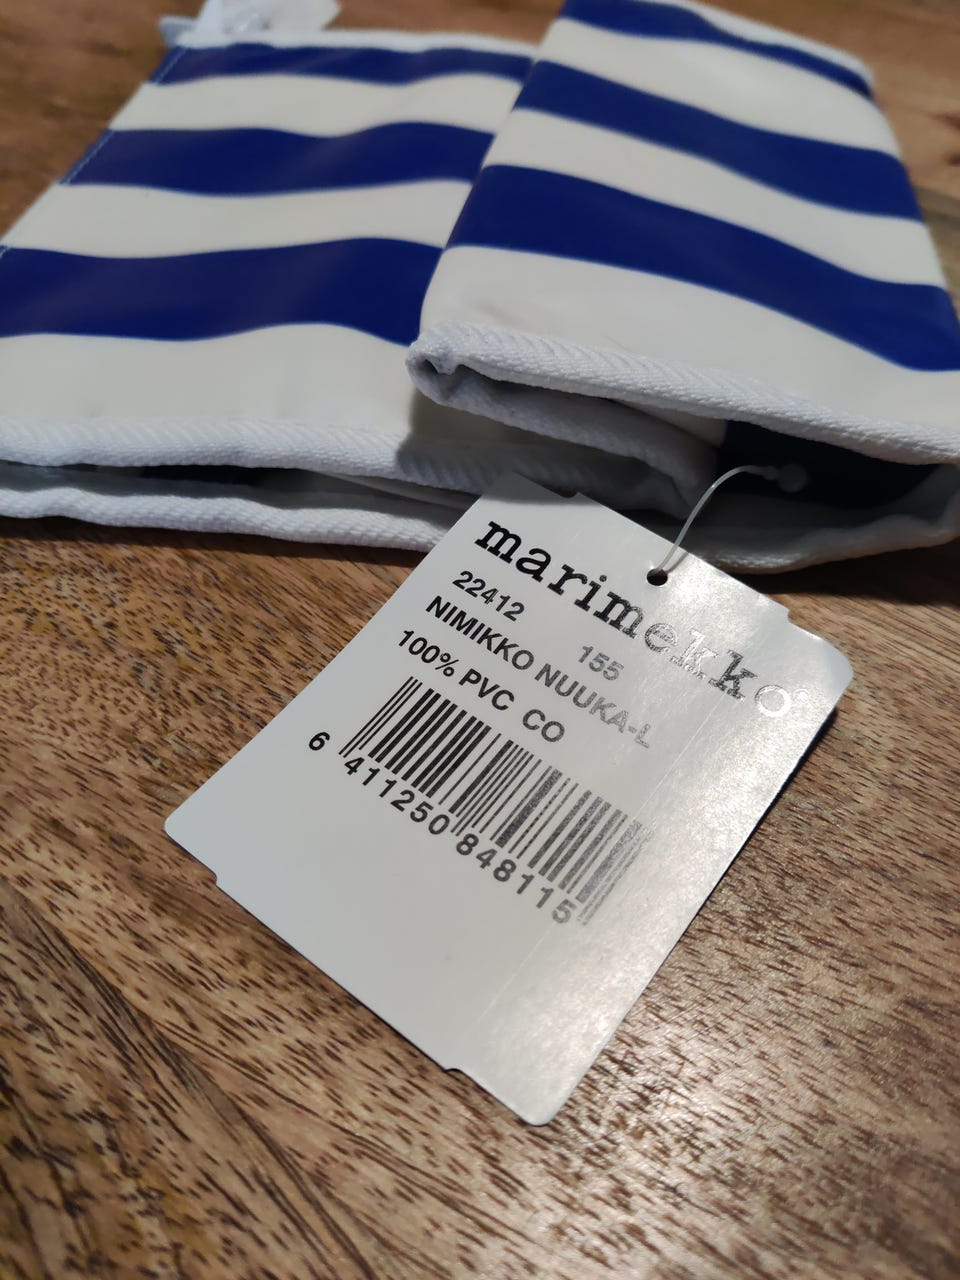 marimekko®
22412 155
NIMIKKO NUUKA-L
100% PVC CO
6 411250 848115